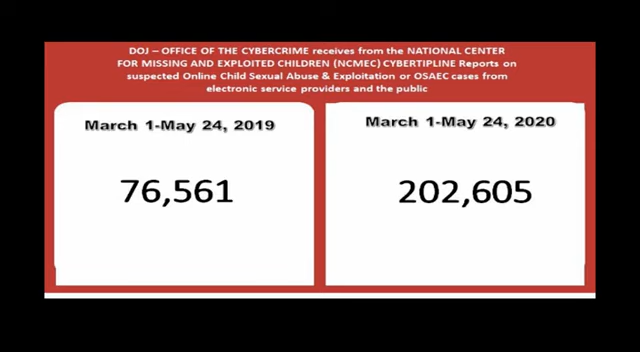 DOJ – OFFICE OF THE CYBERCRIME receives from the NATIONAL CENTER
FOR MISSING AND EXPLOITED CHILDREN (NCMEC) CYBERTIPLINE Reports on
suspected Online Child Sexual Abuse & Exploitation or OSAEC cases from
electronic service providers and the public
March 1-May 24, 2019
March 1-May 24, 2020
76,561
202,605